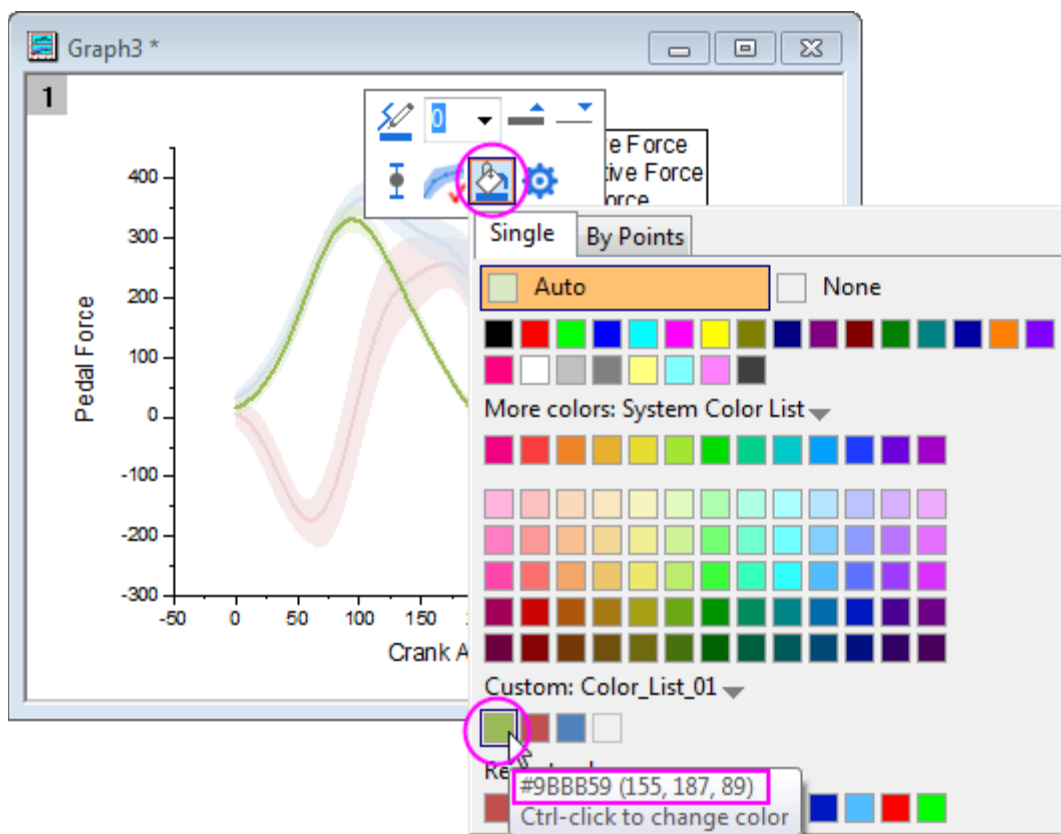 Graph3 *
1
0
e Force
tive Force
orce
400
300
200
100
0
-100
-200
-300
Pedal Force
-50 0 50 100 150
Crank A
Single By Points
Auto None
More colors: System Color List
Custom: Color_List_01
#9BBB59 (155, 187, 89)
Ctrl-click to change color